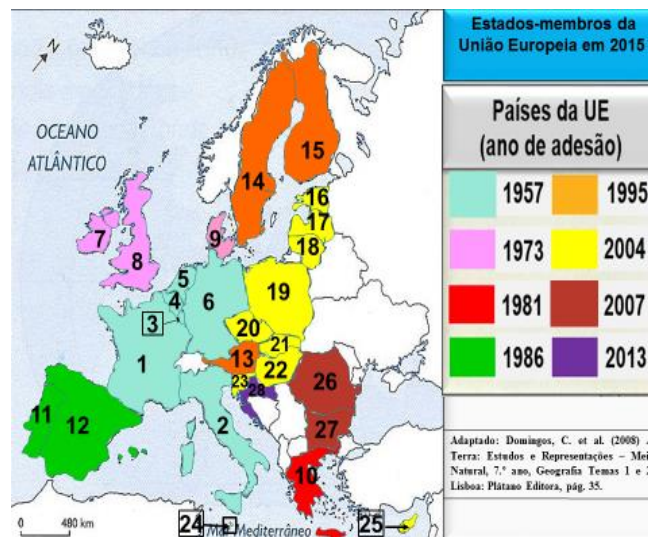 Estados-membros da
União Europeia em 2015
Países da UE
(ano de adesão)
1957
1995
1973
2004
1981
2007
1986
2013
N
OCEANO
ATLÂNTICO
15
14
16
17
18
7
8
9
5
4
6
3
19
20
21
13
22
1
23
28
26
2
27
11
12
10
24
Mar Mediterrâneo
25
0
480 km
Adaptado: Domingos, C. et al. (2008)
Terra: Estudos e Representações – 
Natural, 7.º ano, Geografia Temas 1 e
Lisboa: Plátano Editora, pág. 35.